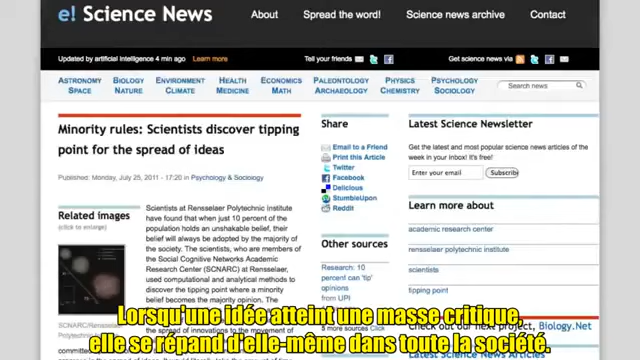 e! Science News
About
Spread the word!
Science news archive
Contact
Updated by artificial intelligence 4 min ago Learn more
Tell your friends
Get science news via
ASTRONOMY
SPACE
BIOLOGY
NATURE
ENVIRONMENT
CLIMATE
HEALTH
MEDICINE
ECONOMICS
MATH
PALEONTOLOGY
ARCHAEOLOGY
PHYSICS
CHEMISTRY
PSYCHOLOGY
SOCIOLOGY
Search news
Minority rules: Scientists discover tipping
point for the spread of ideas
Published: Monday, July 25, 2011 - 17:20 in Psychology & Sociology
Related images
(click to enlarge)
SCNARC/Rensselaer
Scientists at Rensselaer Polytechnic Institute
have found that when just 10 percent of the
population holds an unshakable belief, their
belief will always be adopted by the majority
of the society. The scientists, who are members
of the Social Cognitive Networks Academic
Research Center (SCNARC) at Rensselaer,
used computational and analytical methods to
discover the tipping point where a minority
belief becomes the majority opinion. The
spread of innovations to the movement of
Share
Email to a Friend
Print this Article
Twitter
Facebook
Delicious
StumbleUpon
Reddit
Other sources
Research: 10
percent can 'tip'
opinions
from UPI
Latest Science Newsletter
Get the latest and most popular science news articles of the
week in your inbox! It's free!
Enter your email
Subscribe
Learn more about
academic research center
rensselaer polytechnic institute
scientists
tipping point
Check out our next project, Biology.Net
Lorsqu'une idée atteint une masse critique,
elle se répand d'elle-même dans toute la société.